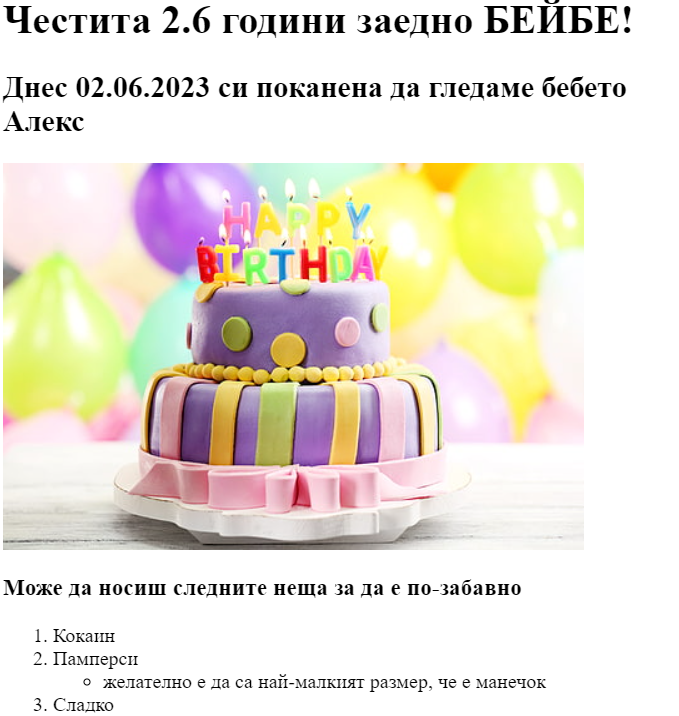 Честита 2.6 години заедно БЕЙБЕ!
Днес 02.06.2023 си поканена да гледаме бебето
Алекс
HAPPY
BIRTHDAY
Може да носиш следните неща за да е по-забавно
1. Кокаин
2. Памперси
◦ желателно е да са най-малкият размер, че е манечок
3. Сладко